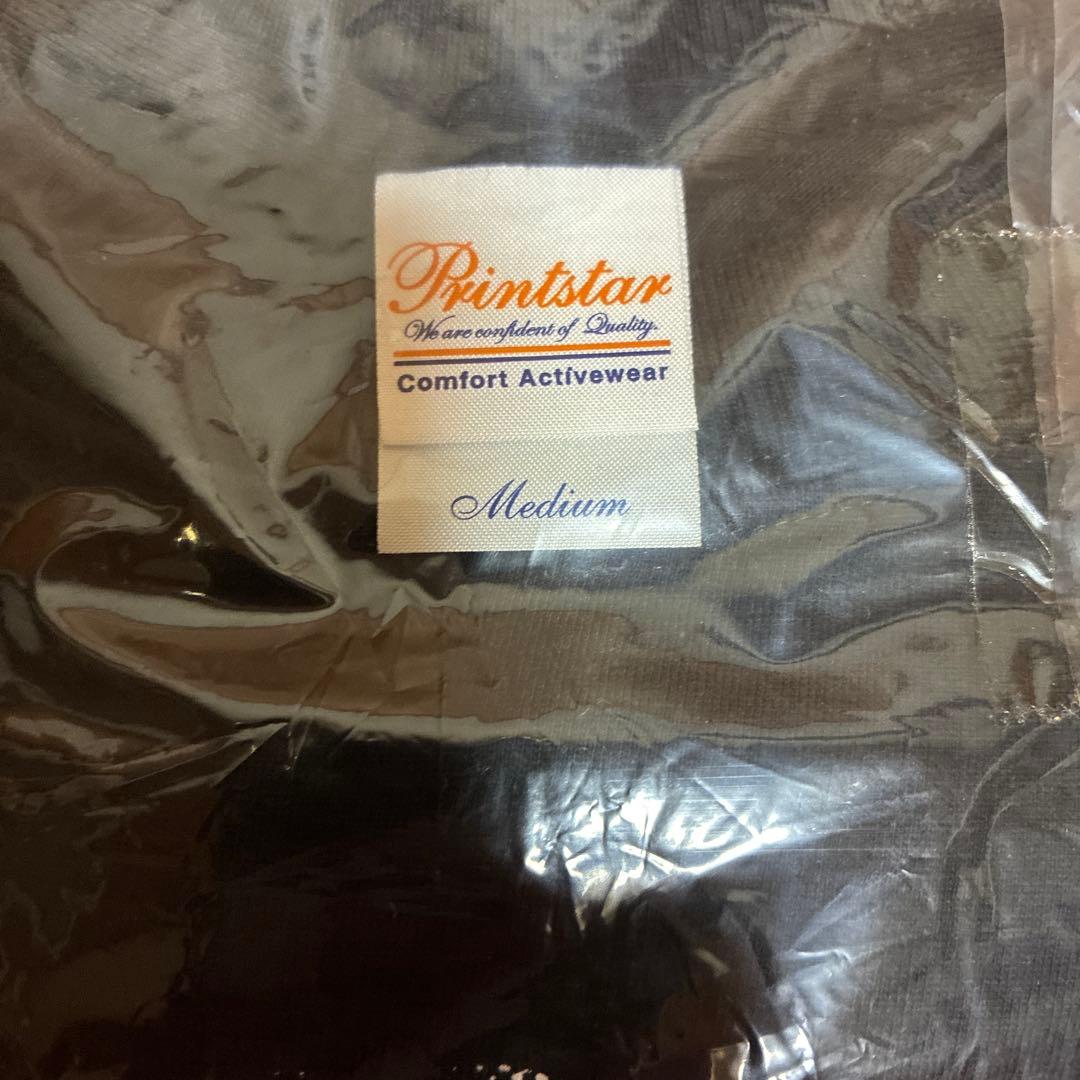 Printstar
We are confident of Quality.
Comfort Activewear
Medium